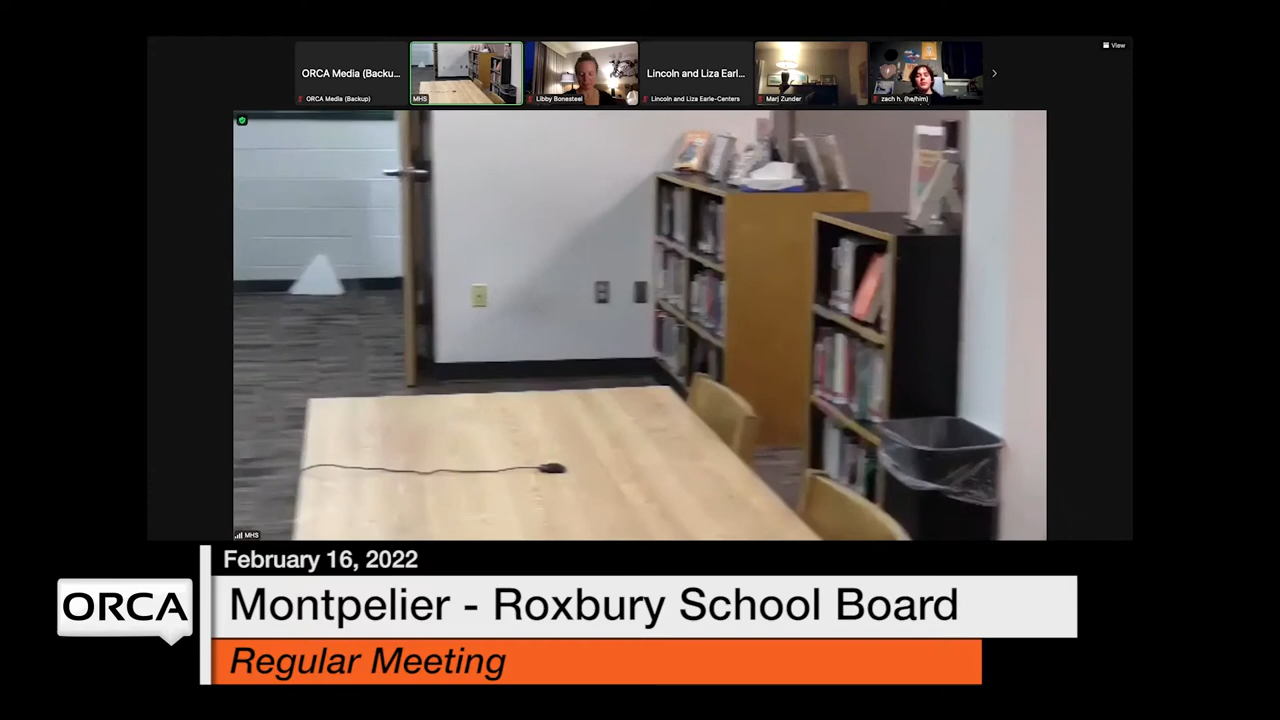 View
ORCA Media (Backu...
Lincoln and Liza Earl...
ORCA Media (Backup)
MHS
Libby Bonesteel
Lincoln and Liza Earle-Centers
Marj Zunder
zach h. (he/him)
MHS
February 16, 2022
ORCA
Montpelier - Roxbury School Board
Regular Meeting